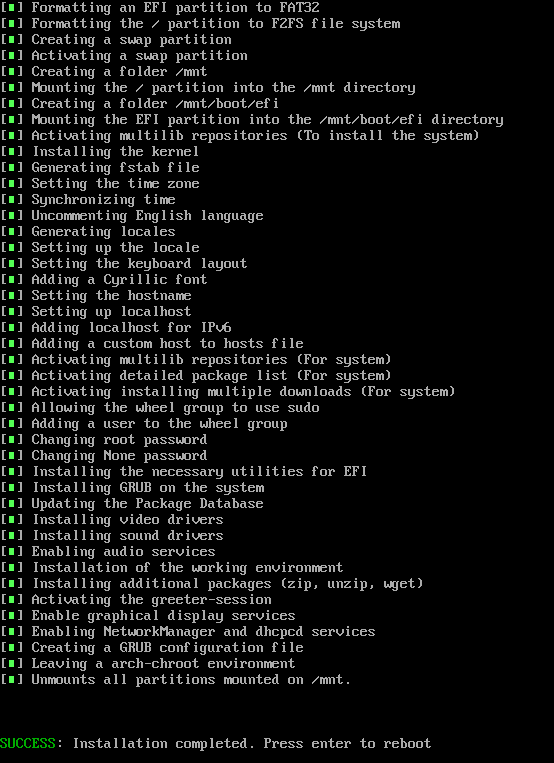 [▪] Formatting an EFI partition to FAT32
[▪] Formatting the / partition to F2FS file system
[▪] Creating a swap partition
[▪] Activating a swap partition
[▪] Creating a folder /mnt
[▪] Mounting the / partition into the /mnt directory
[▪] Creating a folder /mnt/boot/efi
[▪] Mounting the EFI partition into the /mnt/boot/efi directory
[▪] Activating multilib repositories (To install the system)
[▪] Installing the kernel
[▪] Generating fstab file
[▪] Setting the time zone
[▪] Synchronizing time
[▪] Uncommenting English language
[▪] Generating locales
[▪] Setting up the locale
[▪] Setting the keyboard layout
[▪] Adding a Cyrillic font
[▪] Setting the hostname
[▪] Setting up localhost
[▪] Adding localhost for IPv6
[▪] Adding a custom host to hosts file
[▪] Activating multilib repositories (For system)
[▪] Activating detailed package list (For system)
[▪] Activating installing multiple downloads (For system)
[▪] Allowing the wheel group to use sudo
[▪] Adding a user to the wheel group
[▪] Changing root password
[▪] Changing None password
[▪] Installing the necessary utilities for EFI
[▪] Installing GRUB on the system
[▪] Updating the Package Database
[▪] Installing video drivers
[▪] Installing sound drivers
[▪] Enabling audio services
[▪] Installation of the working environment
[▪] Installing additional packages (zip, unzip, wget)
[▪] Activating the greeter-session
[▪] Enable graphical display services
[▪] Enabling NetworkManager and dhcpcd services
[▪] Creating a GRUB configuration file
[▪] Leaving a arch-chroot environment
[▪] Unmounts all partitions mounted on /mnt.
SUCCESS: Installation completed. Press enter to reboot